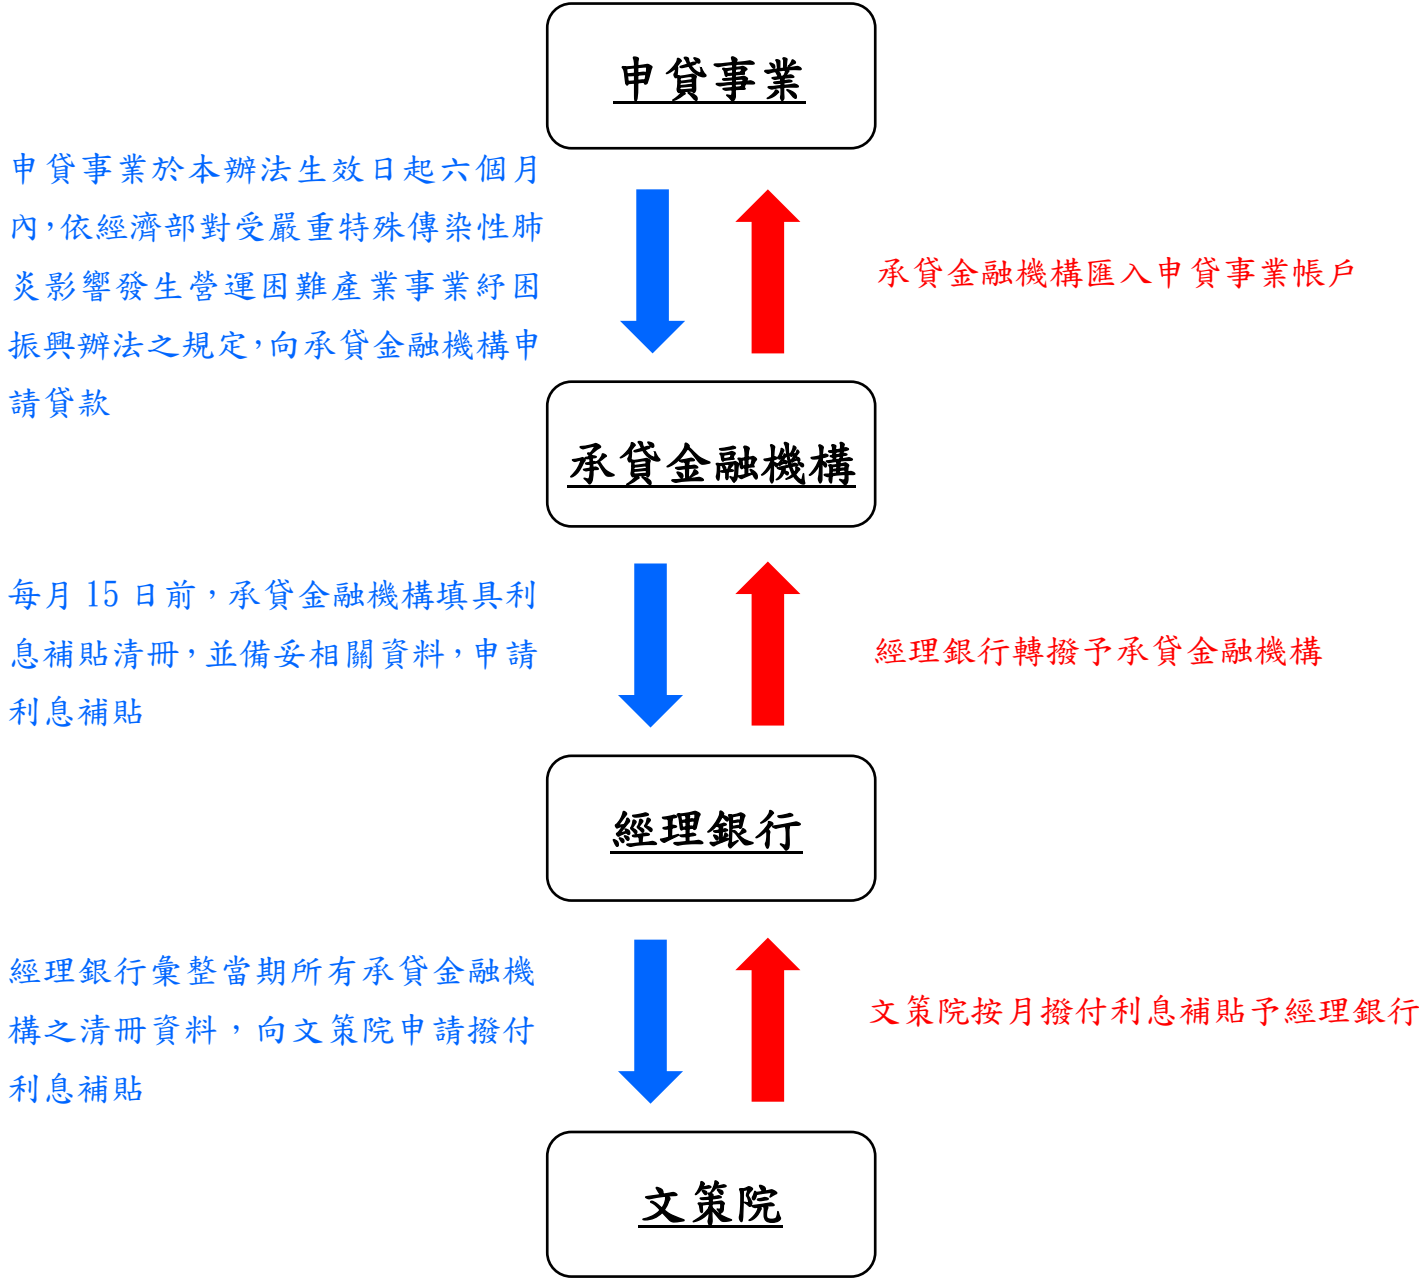 申貸事業
申貸事業於本辦法生效日起六個月
內，依經濟部對受嚴重特殊傳染性肺
炎影響發生營運困難產業事業紓困
振興辦法之規定，向承貸金融機構申
請貸款
承貸金融機構匯入申貸事業帳戶
承貸金融機構
每月 15 日前，承貸金融機構填具利
息補貼清冊，並備妥相關資料，申請
利息補貼
經理銀行轉撥予承貸金融機構
經理銀行
經理銀行彙整當期所有承貸金融機
構之清冊資料，向文策院申請撥付
利息補貼
文策院按月撥付利息補貼予經理銀行
文策院